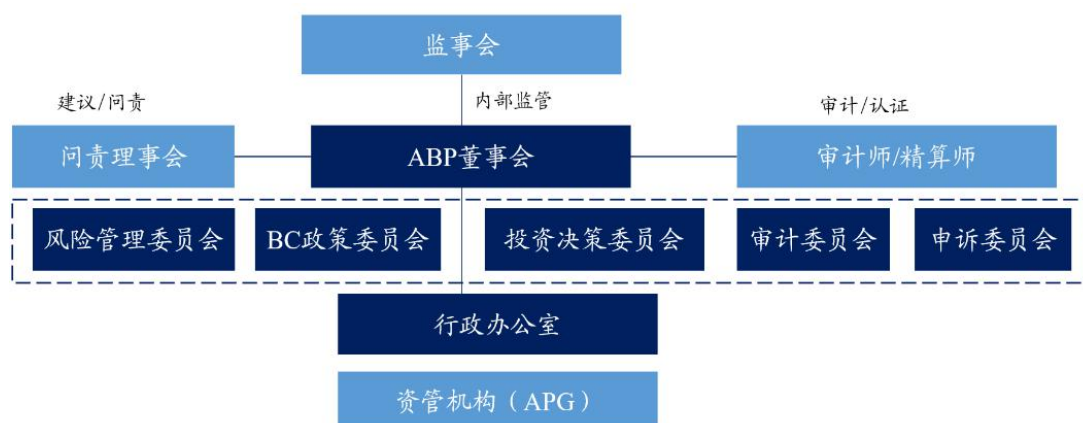 监事会
建议/问责
内部监管
审计/认证
问责理事会
ABP董事会
审计师/精算师
风险管理委员会
BC政策委员会
投资决策委员会
审计委员会
申诉委员会
行政办公室
资管机构（APG）